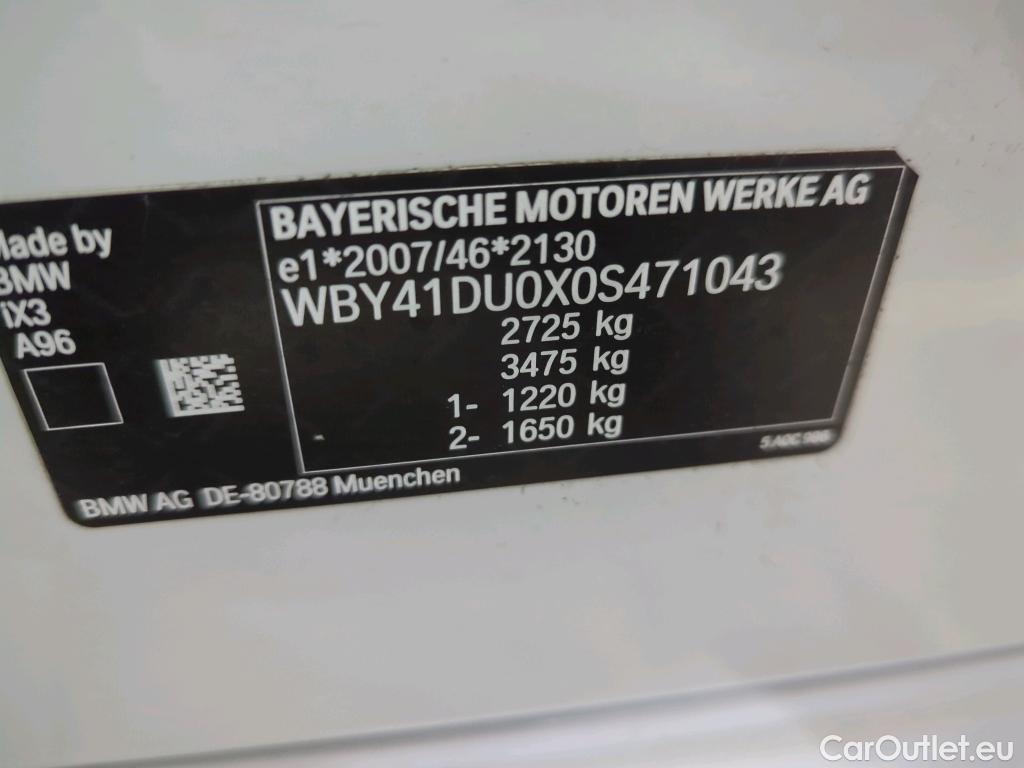 Made by
BMW
iX3
A96
BAYERISCHE MOTOREN WERKE AG
e1*2007/46*2130
WBY41DU0X0S471043
2725 kg
3475 kg
1- 1220 kg
2- 1650 kg
BMW AG DE-80788 Muenchen
CarOutlet.eu